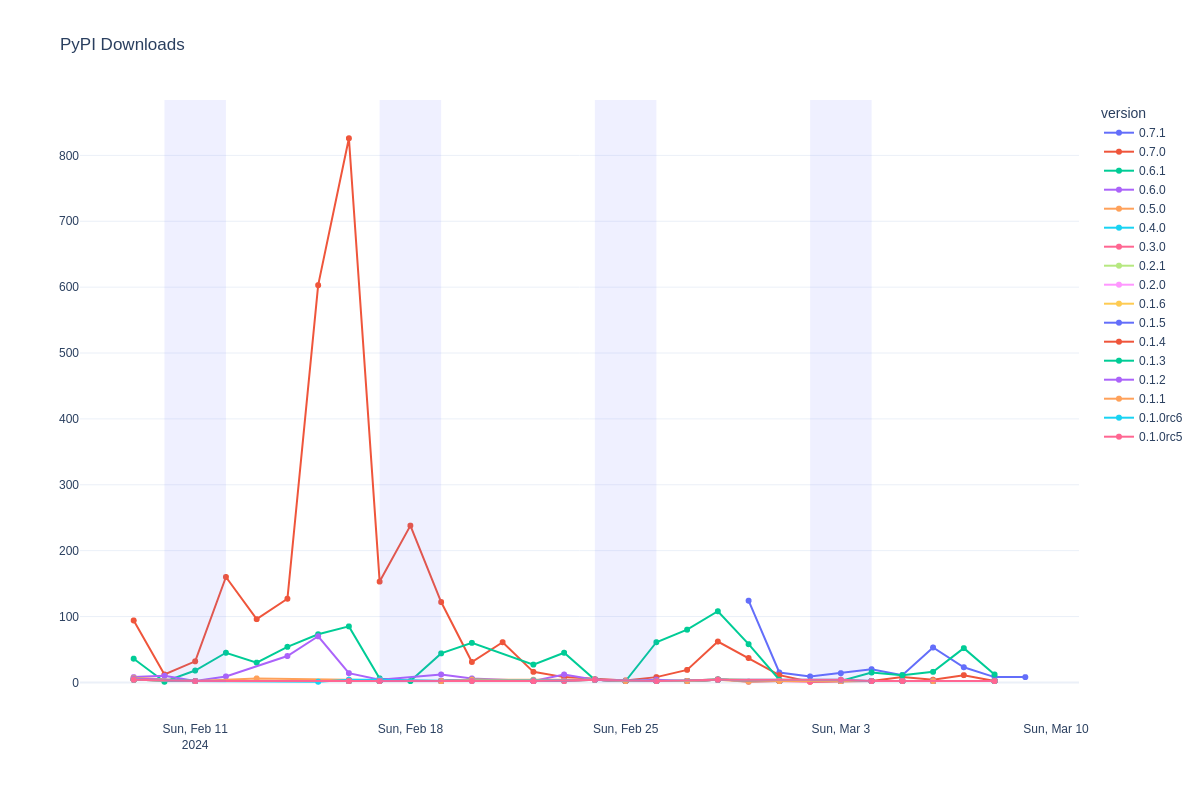 PyPI Downloads
version
0.7.1
0.7.0
0.6.1
0.6.0
0.5.0
0.4.0
0.3.0
0.2.1
0.2.0
0.1.6
0.1.5
0.1.4
0.1.3
0.1.2
0.1.1
0.1.0rc6
0.1.0rc5
800
700
600
500
400
300
200
100
0
Sun, Feb 11
2024
Sun, Feb 18
Sun, Feb 25
Sun, Mar 3
Sun, Mar 10